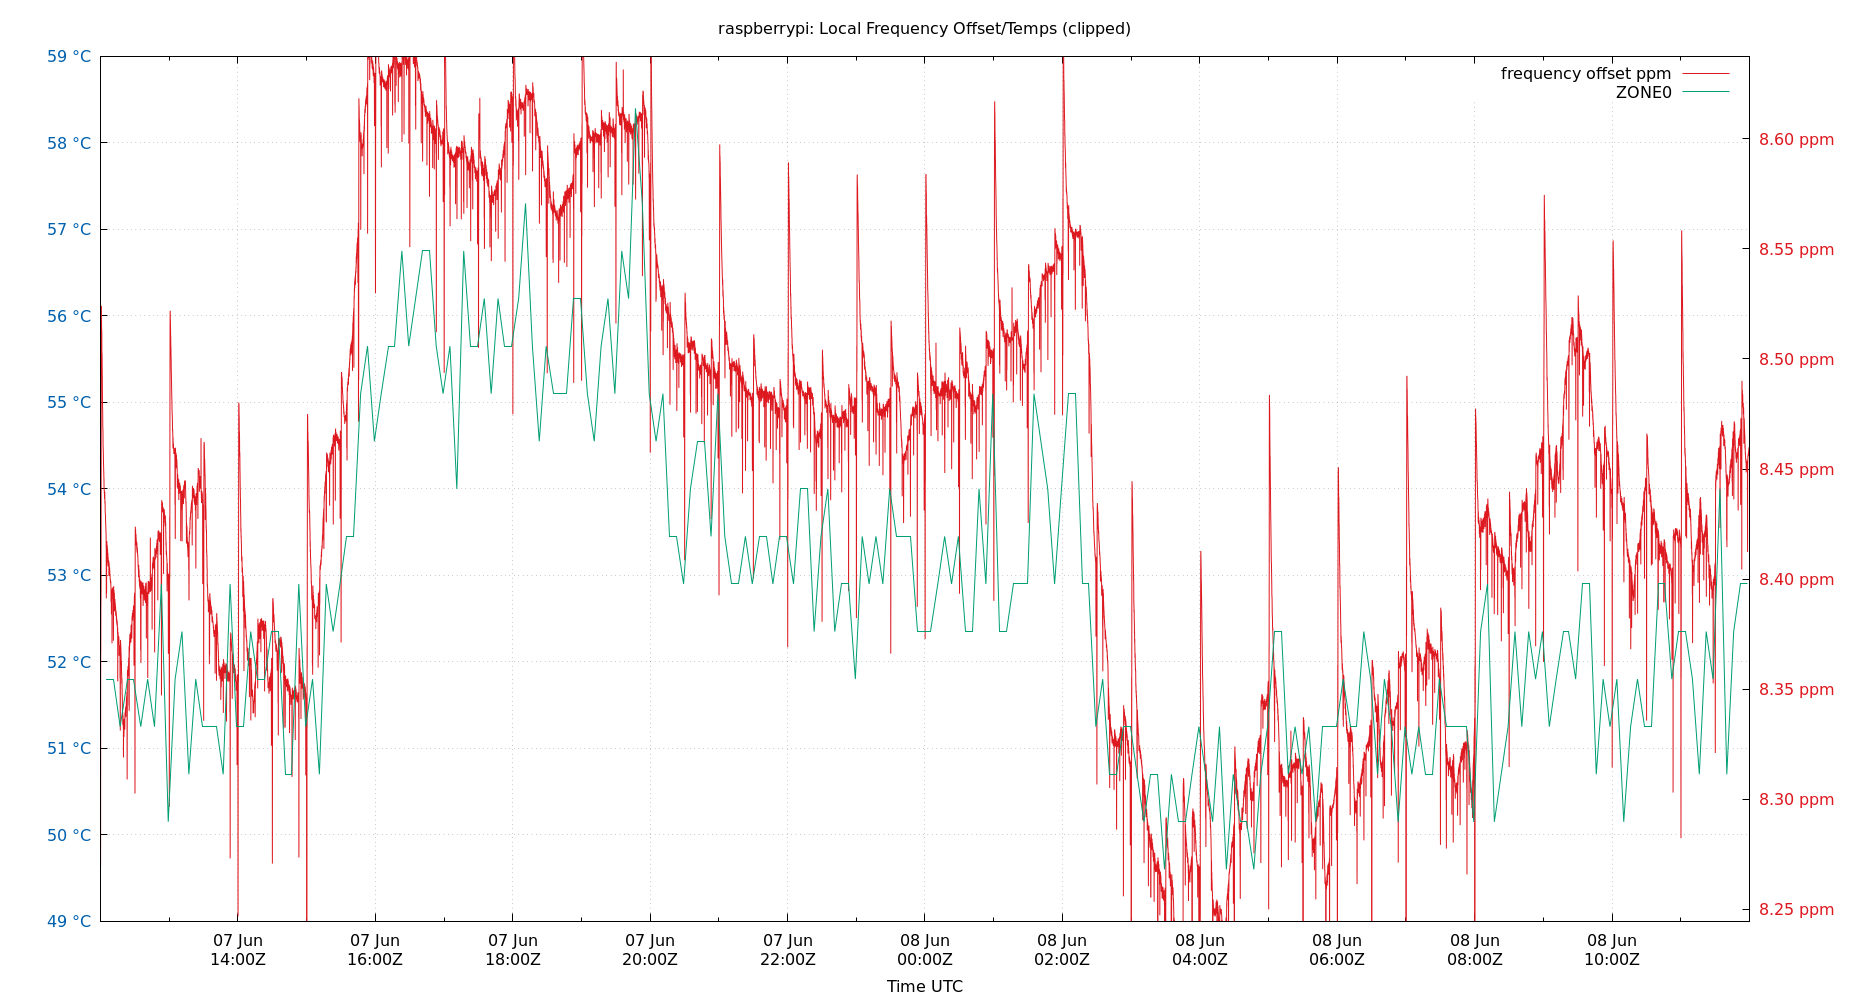 raspberrypi: Local Frequency Offset/Temps (clipped)
frequency offset ppm
ZONE0
59 °C
58 °C
57 °C
56 °C
55 °C
54 °C
53 °C
52 °C
51 °C
50 °C
49 °C
8.60 ppm
8.55 ppm
8.50 ppm
8.45 ppm
8.40 ppm
8.35 ppm
8.30 ppm
8.25 ppm
07 Jun 07 Jun 07 Jun 07 Jun 07 Jun 08 Jun 08 Jun 08 Jun 08 Jun 08 Jun 08 Jun
14:00Z 16:00Z 18:00Z 20:00Z 22:00Z 00:00Z 02:00Z 04:00Z 06:00Z 08:00Z 10:00Z
Time UTC